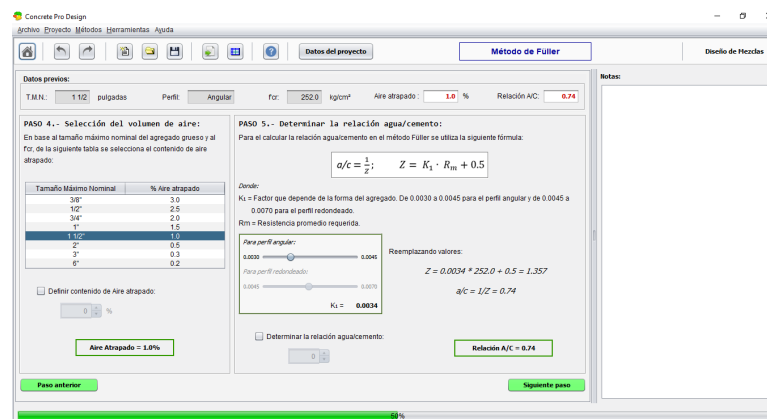 Concrete Pro Design
Archivo Proyecto Métodos Herramientas Ayuda
Datos del proyecto
Método de Füller
Diseño de Mezclas
Datos previos:
T.M.N.: 1 1/2 pulgadas Perfil: Angular f'cr: 252.0 kg/cm² Aire atrapado : 1.0 % Relación A/C: 0.74
Notas:
PASO 4.- Selección del volumen de aire:
En base al tamaño máximo nominal del agregado grueso y al
f'cr, de la siguiente tabla se selecciona el contenido de aire
atrapado:
Tamaño Máximo Nominal % Aire atrapado
3/8" 3.0
1/2" 2.5
3/4" 2.0
1" 1.5
1 1/2" 1.0
2" 0.5
3" 0.3
6" 0.2
Definir contenido de Aire atrapado:
0 %
Aire Atrapado = 1.0%
Paso anterior
PASO 5.- Determinar la relación agua/cemento:
Para el calcular la relación agua/cemento en el método Füller se utiliza la siguiente fórmula:
a/c = 1/z; Z = K₁ · Rₘ + 0.5
Donde:
K₁ = Factor que depende de la forma del agregado. De 0.0030 a 0.0045 para el perfil angular y de 0.0045 a
0.0070 para el perfil redondeado.
Rm = Resistencia promedio requerida.
Para perfil angular:
0.0030 0.0045
Para perfil redondeado:
0.0045 0.0070
K₁ = 0.0034
Reemplazando valores:
Z = 0.0034 * 252.0 + 0.5 = 1.357
a/c = 1/Z = 0.74
Determinar la relación agua/cemento:
0
Relación A/C = 0.74
Siguiente paso
50%